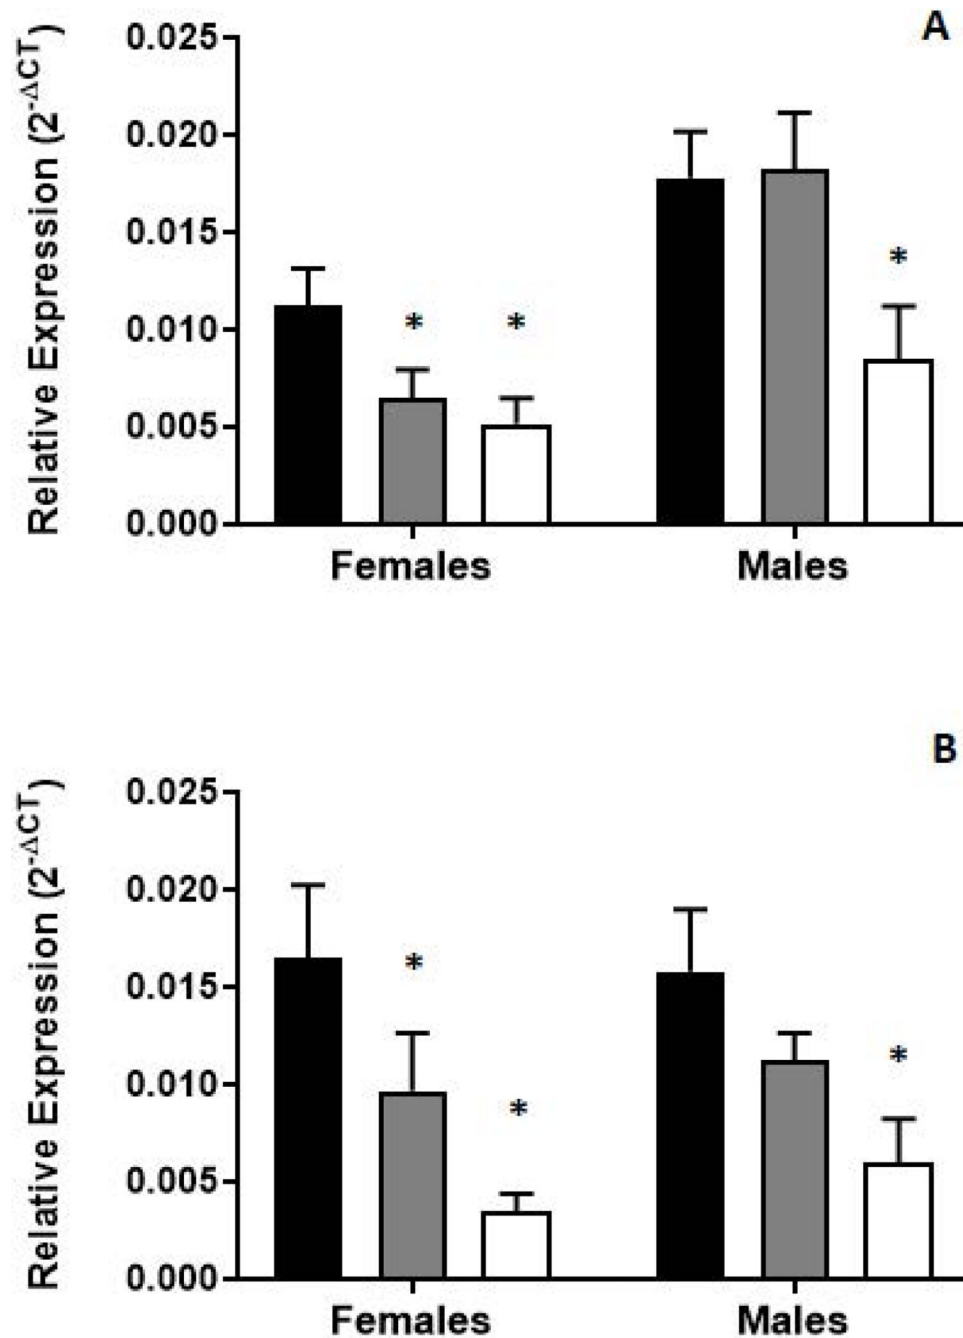 A
Relative Expression (2^-ΔCT)
0.025
0.020
0.015
0.010
0.005
0.000
* * *
Females Males
B
Relative Expression (2^-ΔCT)
0.025
0.020
0.015
0.010
0.005
0.000
* * *
Females Males